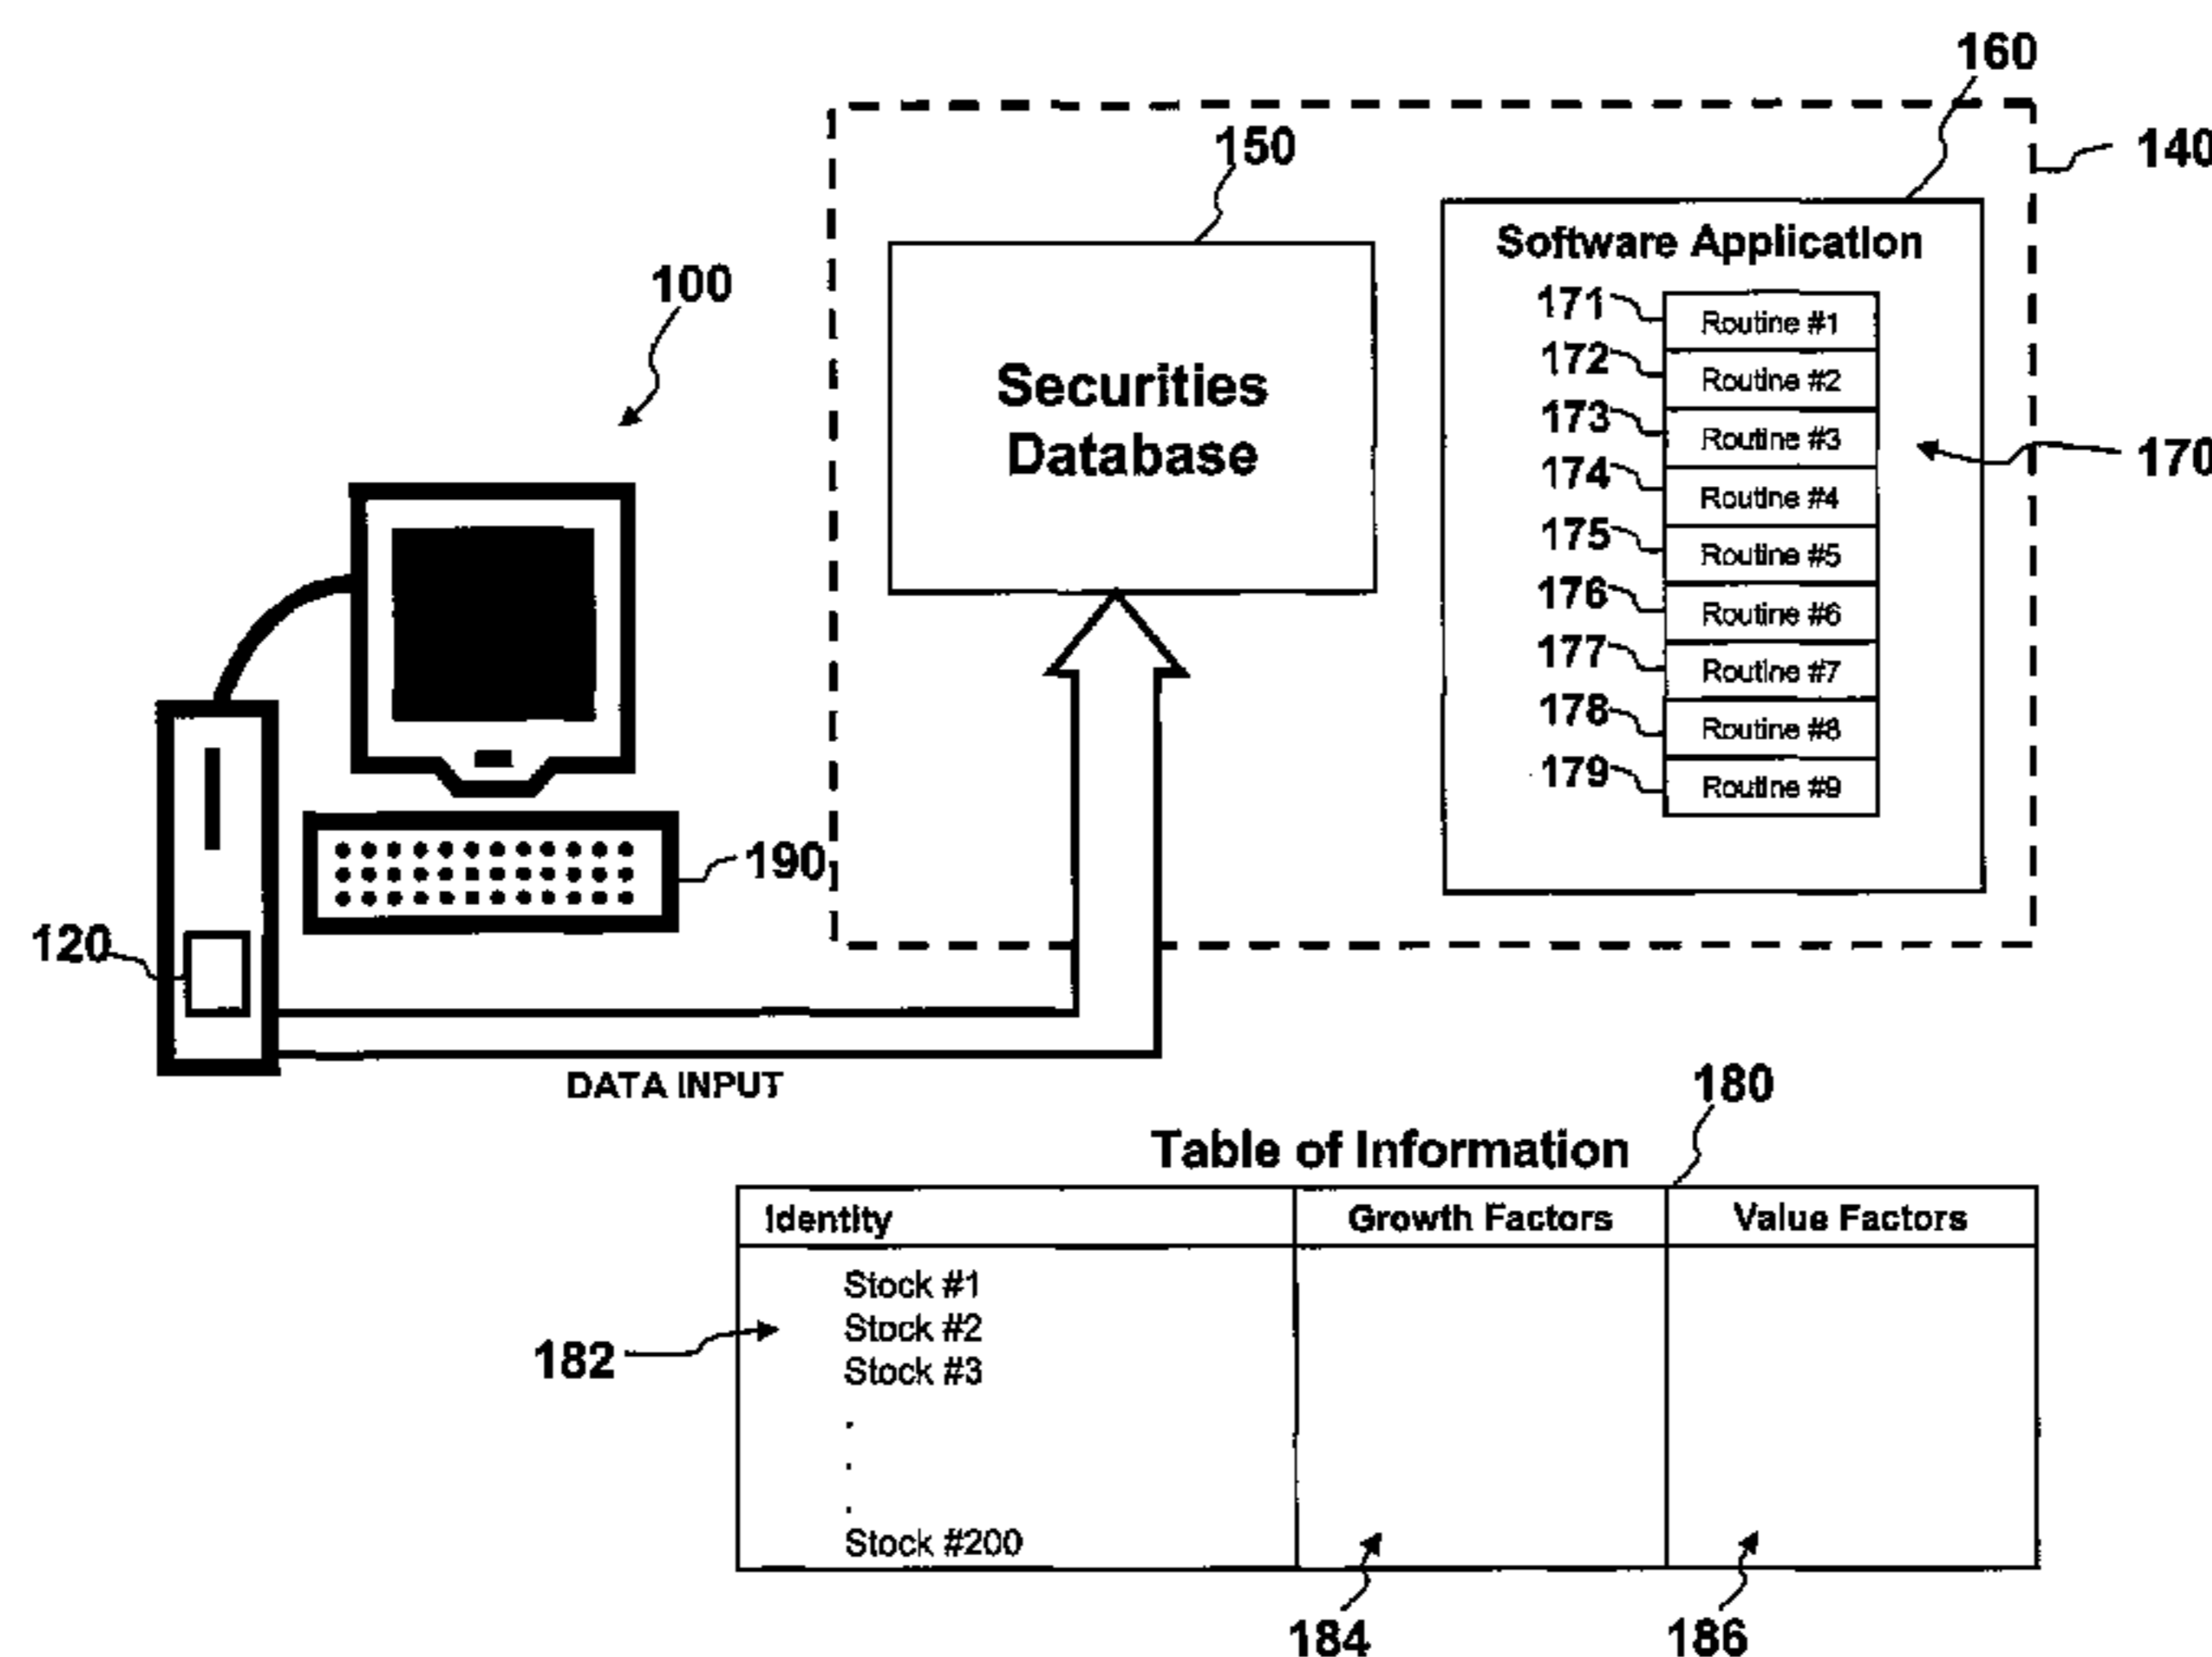 160
140
150
Software Application
100
171
Routine #1
172
Routine #2
Securities
Database
173
Routine #3
170
174
Routine #4
175
Routine #5
176
Routine #6
177
Routine #7
178
Routine #8
179
Routine #9
190
120
DATA INPUT
180
Table of Information
Identity
Growth Factors
Value Factors
Stock #1
Stock #2
182
Stock #3
.
.
.
Stock #200
184
186